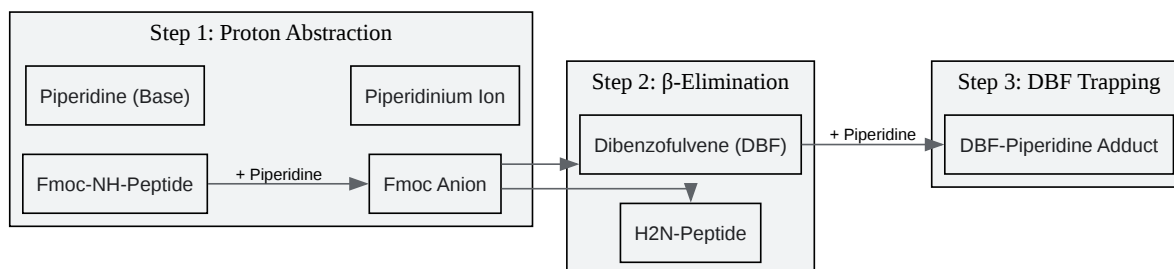 Step 1: Proton Abstraction
Piperidine (Base)
Piperidinium Ion
Fmoc-NH-Peptide
+ Piperidine
Fmoc Anion
Step 2: β-Elimination
Dibenzofulvene (DBF)
H2N-Peptide
+ Piperidine
Step 3: DBF Trapping
DBF-Piperidine Adduct